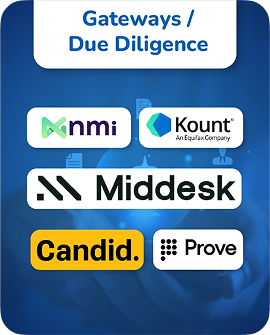 Gateways /
Due Diligence
nmi
Kount®
An Equifax Company
Middesk
Candid.
Prove